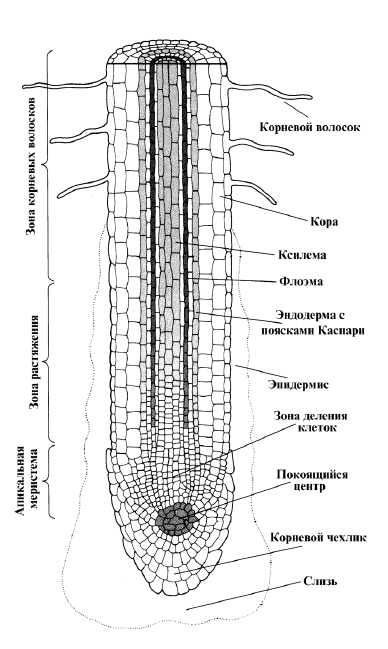 Зона корневых волосков
Зона растяжения
Апикальная
меристема
Корневой волосок
Кора
Ксилема
Флоэма
Эндодерма с
поясками Каспари
Эпидермис
Зона деления
клеток
Покоящийся
центр
Корневой чехлик
Слизь